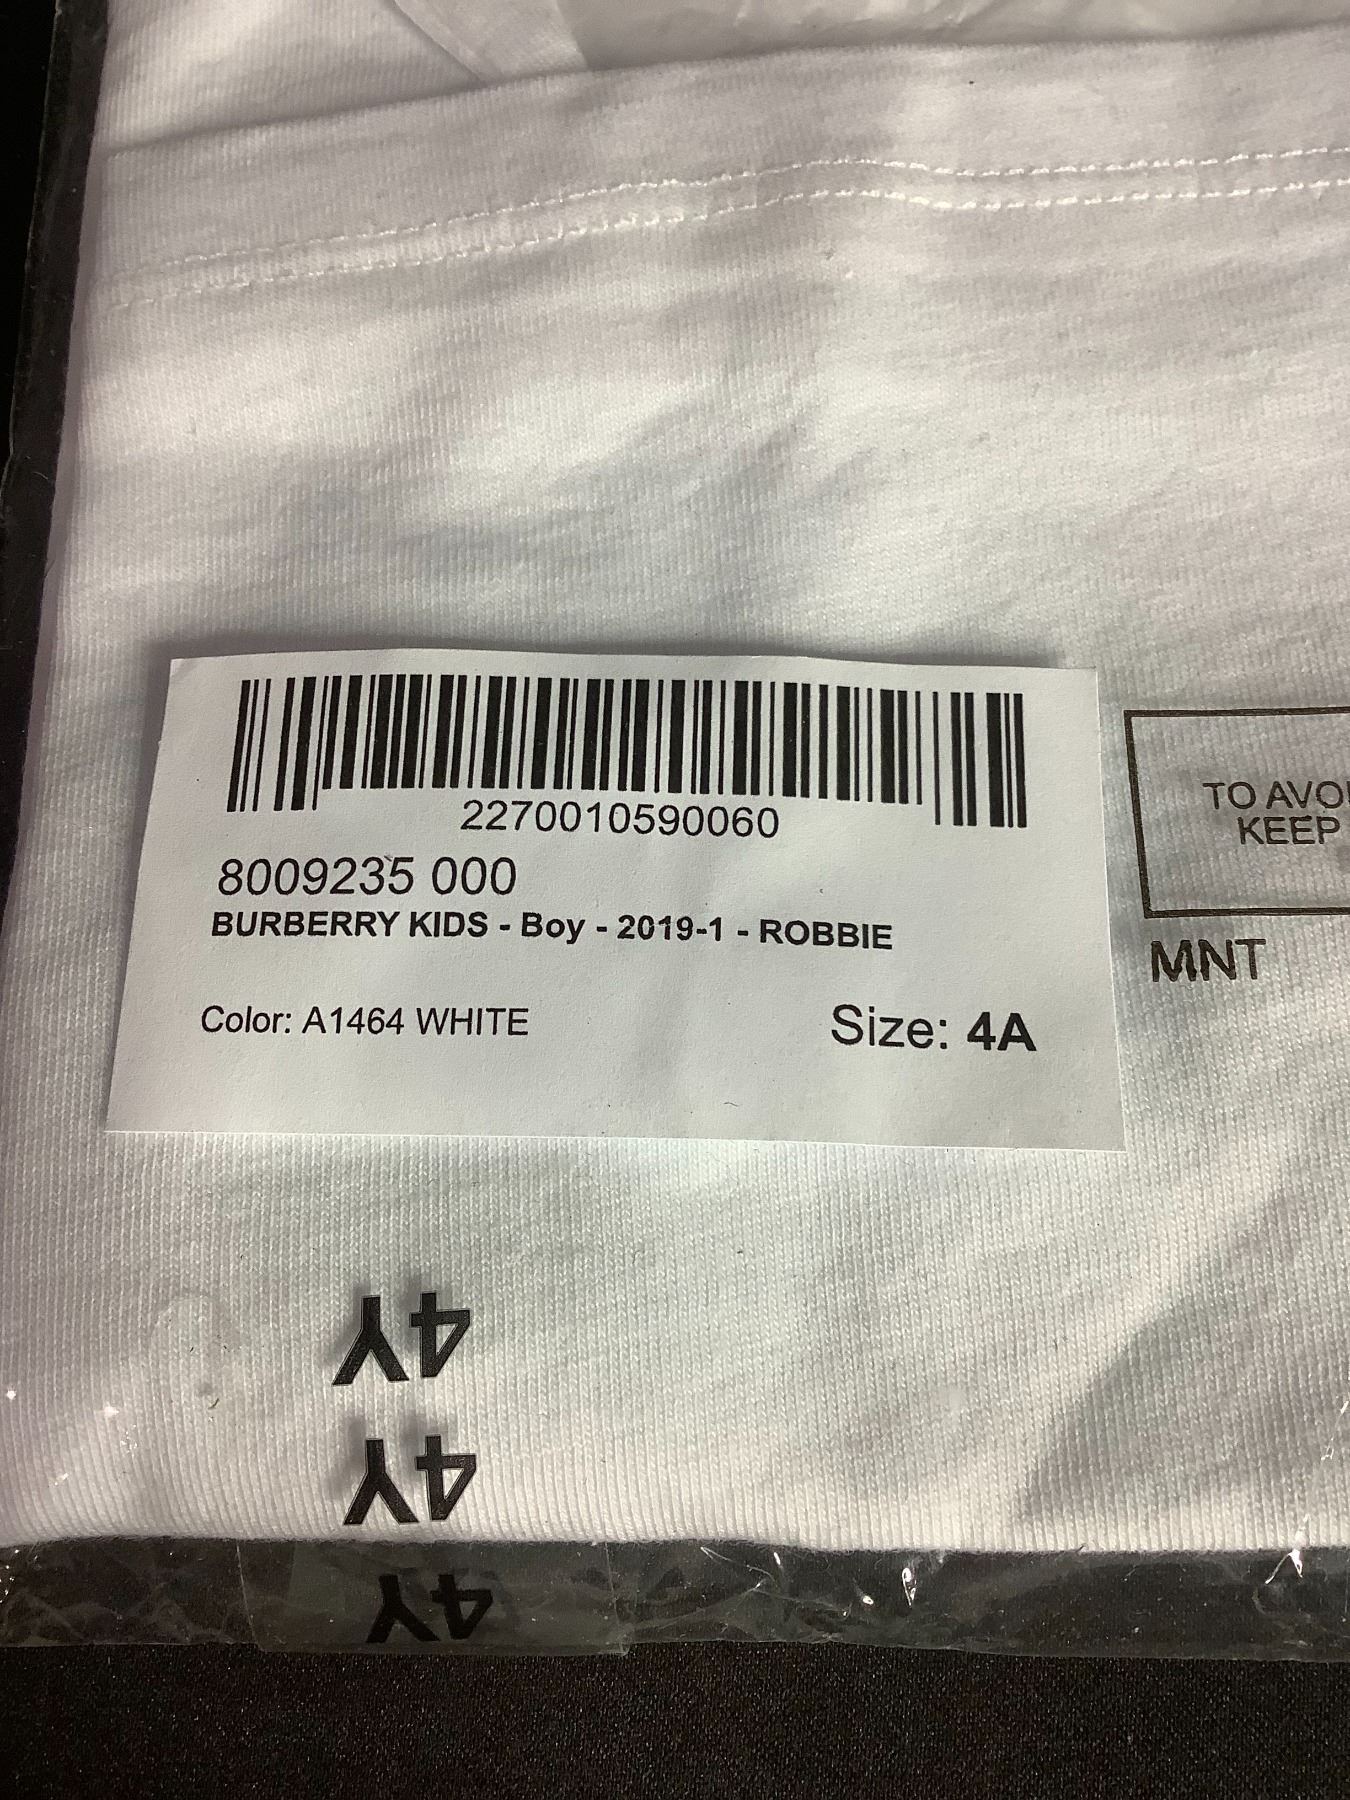 2270010590060
8009235 000
BURBERRY KIDS - Boy - 2019-1 - ROBBIE
Color: A1464 WHITE
Size: 4A
TO
KEEP
MNT
4Y
4Y
4Y